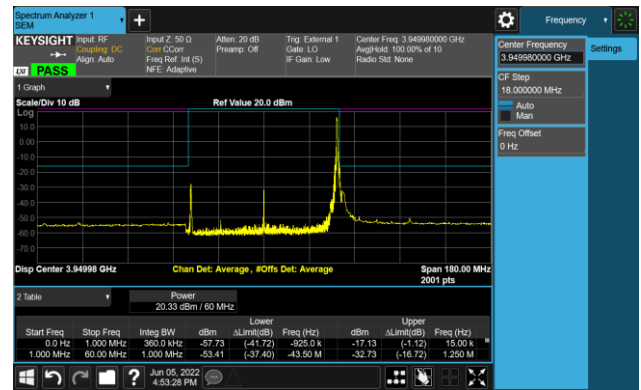 Spectrum Analyzer 1
SEM
Frequency
KEYSIGHT
Input: RF
Coupling: DC
Align: Auto
Input Z: 50 Ω
Corr CCorr
Freq Ref: Int (S)
NFE: Adaptive
Atten: 20 dB
Preamp: Off
Trig: External 1
Gate: LO
IF Gain: Low
Center Freq: 3.949980000 GHz
Avg|Hold: 100.00% of 10
Radio Std: None
LXI PASS
Center Frequency
3.949980000 GHz
Settings
CF Step
18.000000 MHz
Auto
Man
Freq Offset
0 Hz
1 Graph
Scale/Div 10 dB
Ref Value 20.0 dBm
Log
10.0
0.00
-10.0
-20.0
-30.0
-40.0
-50.0
-60.0
-70.0
Disp Center 3.94998 GHz
Chan Det: Average , #Offs Det: Average
Span 180.00 MHz
2001 pts
2 Table
Power
20.33 dBm / 60 MHz
Lower Upper
Start Freq Stop Freq Integ BW dBm ΔLimit(dB) Freq (Hz) dBm ΔLimit(dB) Freq (Hz)
0.0 Hz 1.000 MHz 360.0 kHz -57.73 (-41.72) -925.0 k -17.13 (-1.12) 15.00 k
1.000 MHz 60.00 MHz 1.000 MHz -53.41 (-37.40) -43.50 M -32.73 (-16.72) 1.250 M
?
Jun 05, 2022
4:53:28 PM